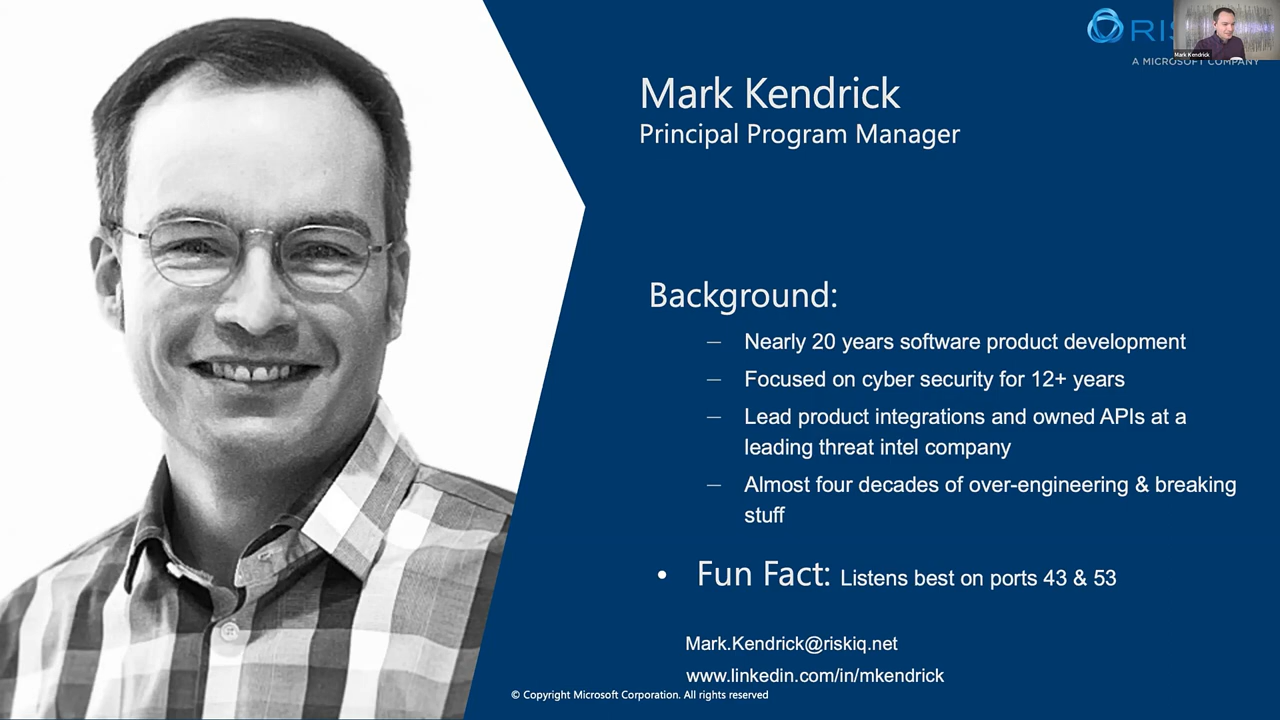 RIS
Mark Kendrick
A MICROSOFT COMPANY
Mark Kendrick
Principal Program Manager
Background:
— Nearly 20 years software product development
— Focused on cyber security for 12+ years
— Lead product integrations and owned APIs at a
leading threat intel company
— Almost four decades of over-engineering & breaking
stuff
• Fun Fact: Listens best on ports 43 & 53
Mark.Kendrick@riskiq.net
www.linkedin.com/in/mkendrick
© Copyright Microsoft Corporation. All rights reserved